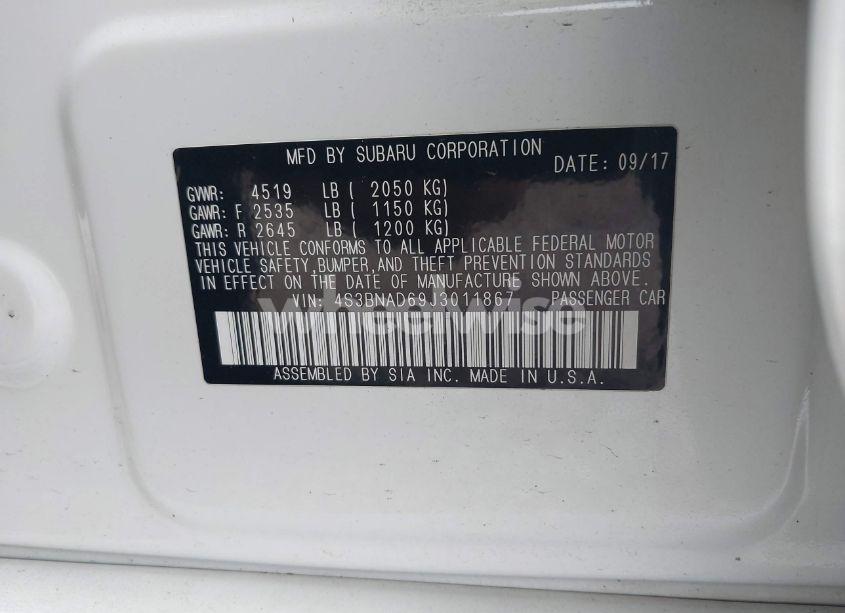 MFD BY SUBARU CORPORATION DATE: 09/17
GVWR: 4519 LB ( 2050 KG)
GAWR: F 2535 LB ( 1150 KG)
GAWR: R 2645 LB ( 1200 KG)
THIS VEHICLE CONFORMS TO ALL APPLICABLE FEDERAL MOTOR
VEHICLE SAFETY,BUMPER,AND THEFT PREVENTION STANDARDS
IN EFFECT ON THE DATE OF MANUFACTURE SHOWN ABOVE.
VIN: 4S3BNAD69J3011867 PASSENGER CAR
wheelwise
ASSEMBLED BY SIA INC. MADE IN U.S.A.